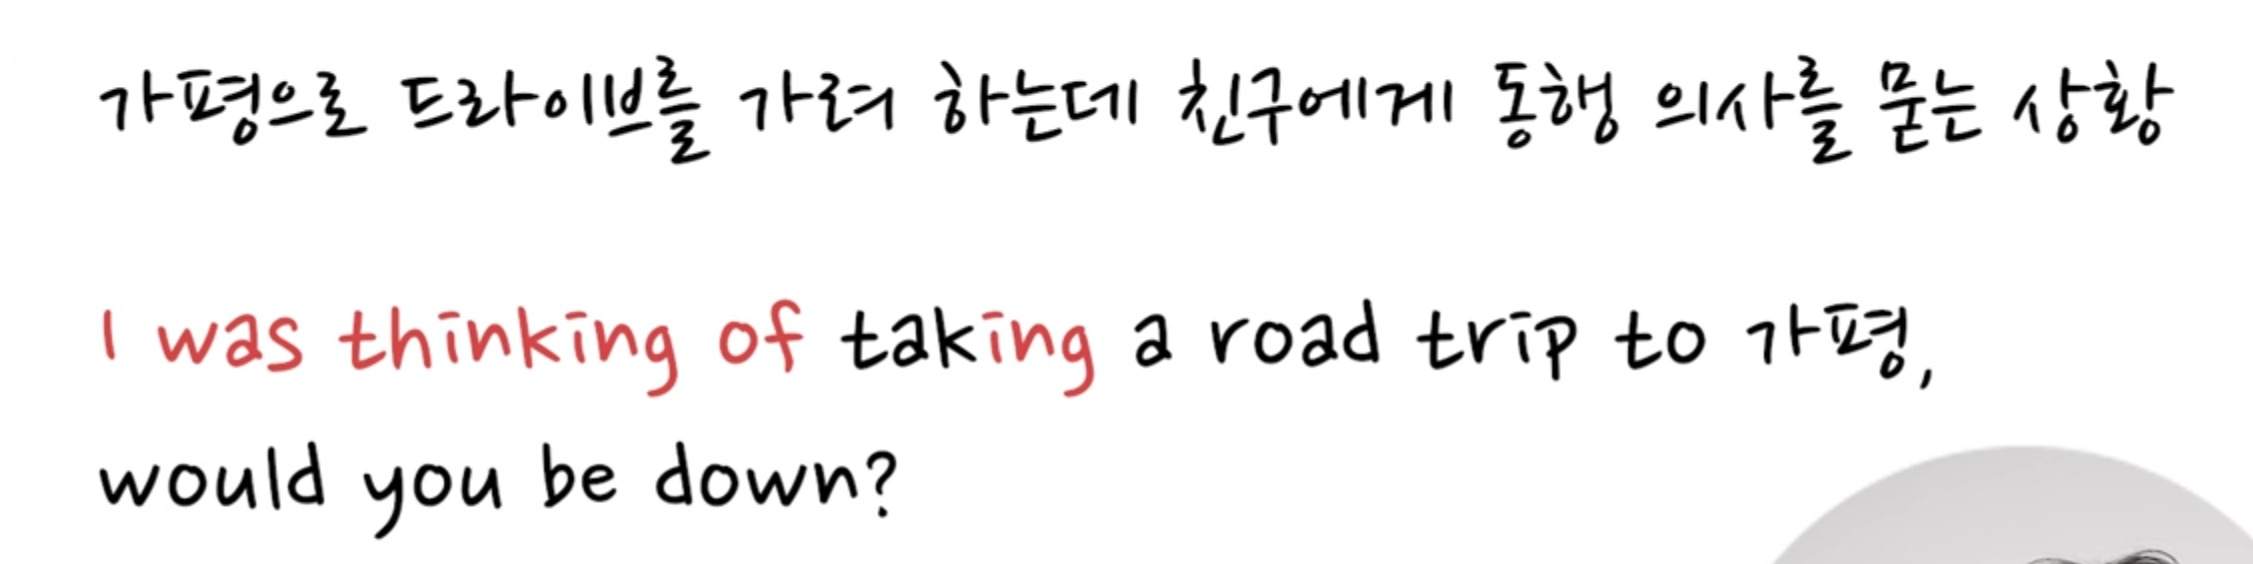 가평으로 드라이브를 가려 하는데 친구에게 동행 의사를 묻는 상황
I was thinking of taking a road trip to 가평,
would you be down?